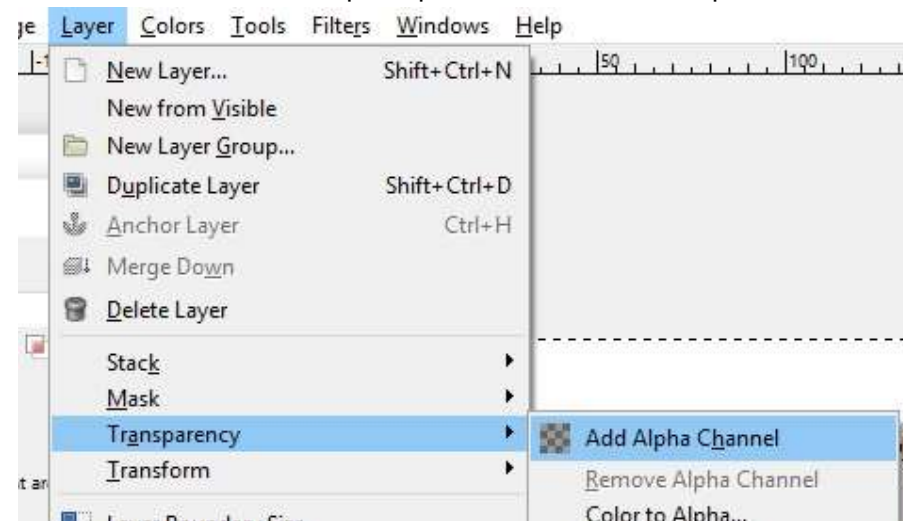 Layer Colors Tools Filters Windows Help
50 100
New Layer... Shift+Ctrl+N
New from Visible
New Layer Group...
Duplicate Layer Shift+Ctrl+D
Anchor Layer Ctrl+H
Merge Down
Delete Layer
Stack
Mask
Transparency
Add Alpha Channel
Transform
Remove Alpha Channel
Color to Alpha...